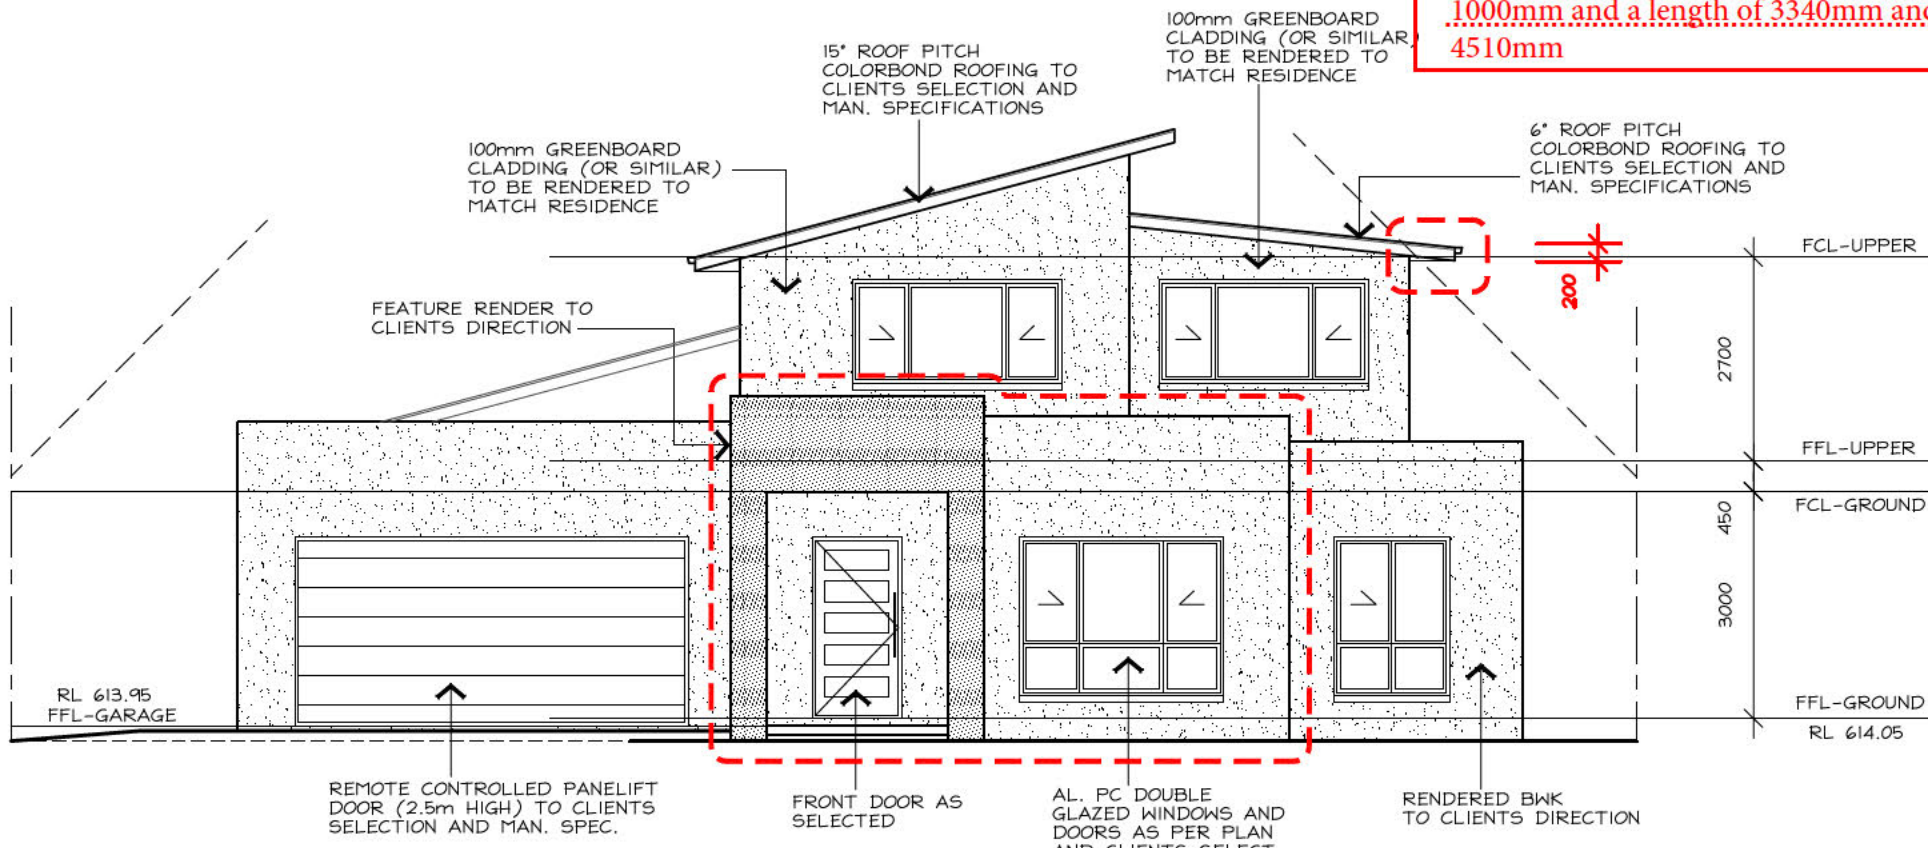 1000mm and a length of 3340mm and
4510mm
100mm GREENBOARD
CLADDING (OR SIMILAR)
TO BE RENDERED TO
MATCH RESIDENCE
15° ROOF PITCH
COLORBOND ROOFING TO
CLIENTS SELECTION AND
MAN. SPECIFICATIONS
6° ROOF PITCH
COLORBOND ROOFING TO
CLIENTS SELECTION AND
MAN. SPECIFICATIONS
100mm GREENBOARD
CLADDING (OR SIMILAR)
TO BE RENDERED TO
MATCH RESIDENCE
FCL-UPPER
200
FEATURE RENDER TO
CLIENTS DIRECTION
2700
FFL-UPPER
FCL-GROUND
450
3000
RL 613.95
FFL-GARAGE
FFL-GROUND
RL 614.05
REMOTE CONTROLLED PANELIFT
DOOR (2.5m HIGH) TO CLIENTS
SELECTION AND MAN. SPEC.
FRONT DOOR AS
SELECTED
AL. PC DOUBLE
GLAZED WINDOWS AND
DOORS AS PER PLAN
AND CLIENTS SELECT
RENDERED BWK
TO CLIENTS DIRECTION